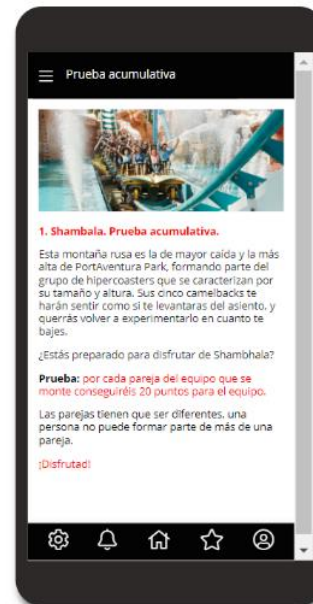 Prueba acumulativa
1. Shambala. Prueba acumulativa.
Esta montaña rusa es la de mayor caída y la más
alta de PortAventura Park, formando parte del
grupo de hipercoasters que se caracterizan por
su tamaño y altura. Sus cinco camelbacks te
harán sentir como si te levantaras del asiento, y
querrás volver a experimentarlo en cuanto te
bajes.
¿Estás preparado para disfrutar de Shambhala?
Prueba: por cada pareja del equipo que se
monte conseguiréis 20 puntos para el equipo.
Las parejas tienen que ser diferentes, una
persona no puede formar parte de más de una
pareja.
¡Disfrutad!